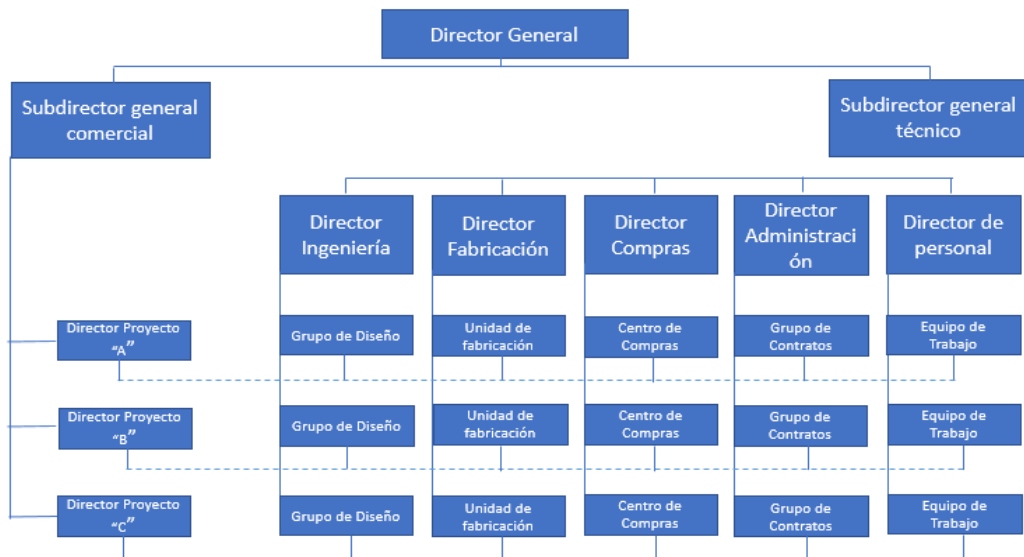 Director General
Subdirector general
comercial
Subdirector general
técnico
Director
Ingeniería
Director
Fabricación
Director
Compras
Director
Administraci
ón
Director de
personal
Director Proyecto
“A”
Grupo de Diseño
Unidad de
fabricación
Centro de
Compras
Grupo de
Contratos
Equipo de
Trabajo
Director Proyecto
“B”
Grupo de Diseño
Unidad de
fabricación
Centro de
Compras
Grupo de
Contratos
Equipo de
Trabajo
Director Proyecto
“C”
Grupo de Diseño
Unidad de
fabricación
Centro de
Compras
Grupo de
Contratos
Equipo de
Trabajo